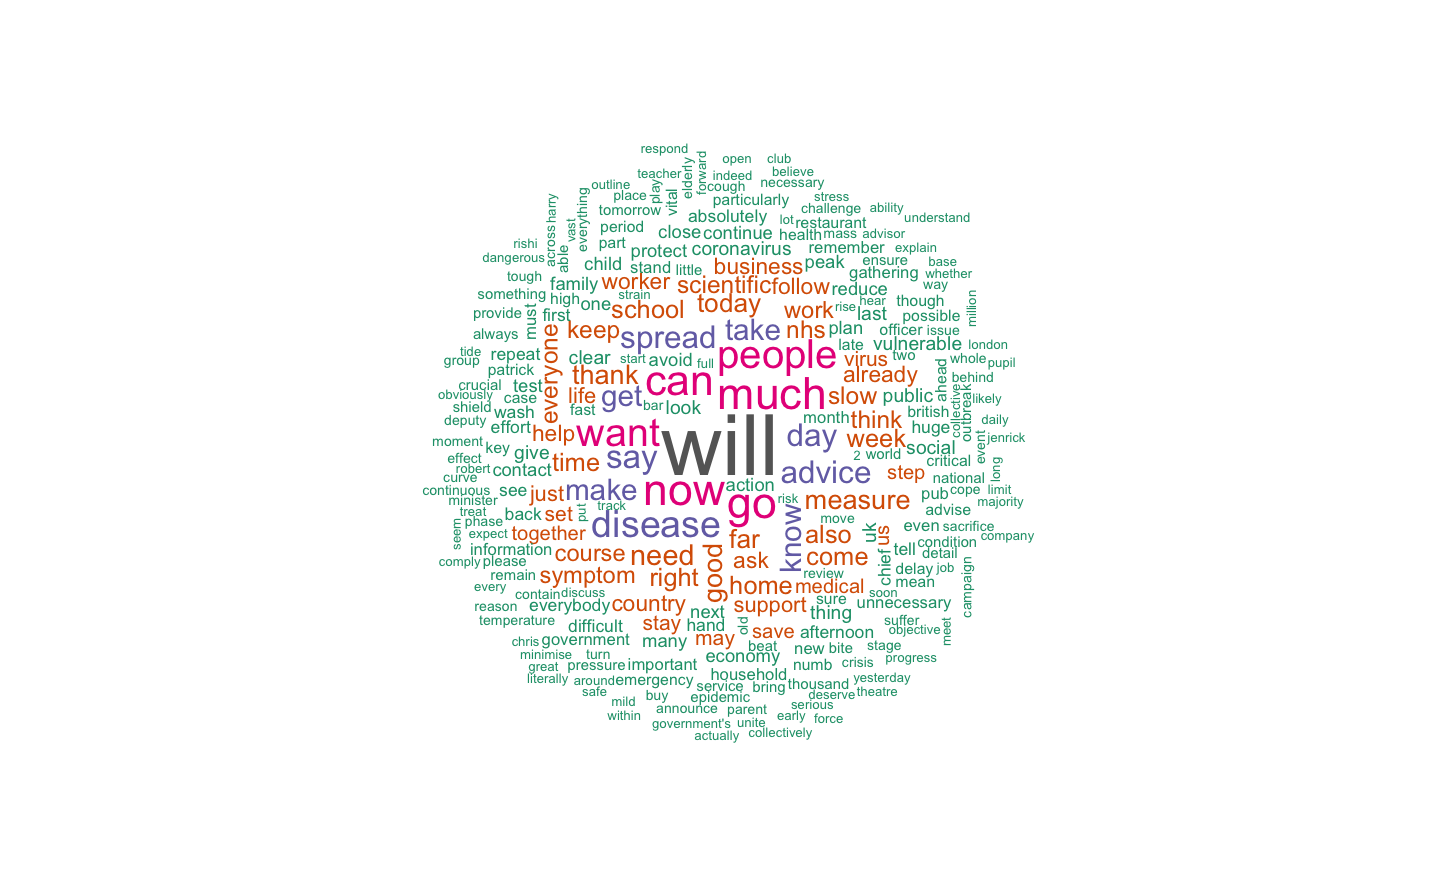 respond
open
club
forward
teacher
indeed
believe
elderly
outline
play
cough
necessary
place
vital
particularly
stress
harry
everything
tomorrow
absolutely
challenge
ability
lot
restaurant
understand
vast
period
close
continue
health
mass
advisor
rishi
across
part
protect
coronavirus
remember
explain
dangerous
able
child
stand
little
business
peak
ensure
base
tough
family
worker
scientific
follow
gathering
whether
something
high
one
strain
today
reduce
way
provide
must
first
school
work
rise
hear
though
million
last
possible
always
keep
spread
take
nhs
plan
officer
issue
tide
everyone
repeat
clear
start
avoid
full
people
late
vulnerable
london
group
virus
two
whole
pupil
patrick
thank
can
already
ahead
behind
crucial
test
life
get
much
slow
public
collective
likely
obviously
case
shield
wash
fast
bar
look
month
think
british
outbreak
daily
deputy
effort
help
want
will
day
week
huge
event
jenrick
moment
key
say
2
world
social
effect
give
time
advice
step
critical
robert
contact
long
curve
make
now
action
national
continuous
see
just
risk
go
measure
pub
cope
limit
minister
track
majority
treat
back
set
put
disease
know
move
advise
seem
phase
even
sacrifice
expect
together
far
also
uk
us
company
information
course
need
good
ask
come
tell
condition
detail
comply
please
symptom
right
home
review
medical
chief
delay
job
remain
mean
every
contain
discuss
support
sure
soon
campaign
reason
everybody
country
next
thing
unnecessary
temperature
difficult
stay
hand
old
save
afternoon
suffer
objective
chris
government
many
may
beat
new
bite
stage
meet
minimise
turn
economy
numb
crisis
progress
great
pressure
important
household
literally
around
emergency
service
bring
thousand
yesterday
safe
mild
buy
epidemic
deserve
theatre
within
announce
parent
serious
government's
unite
early
force
actually
collectively